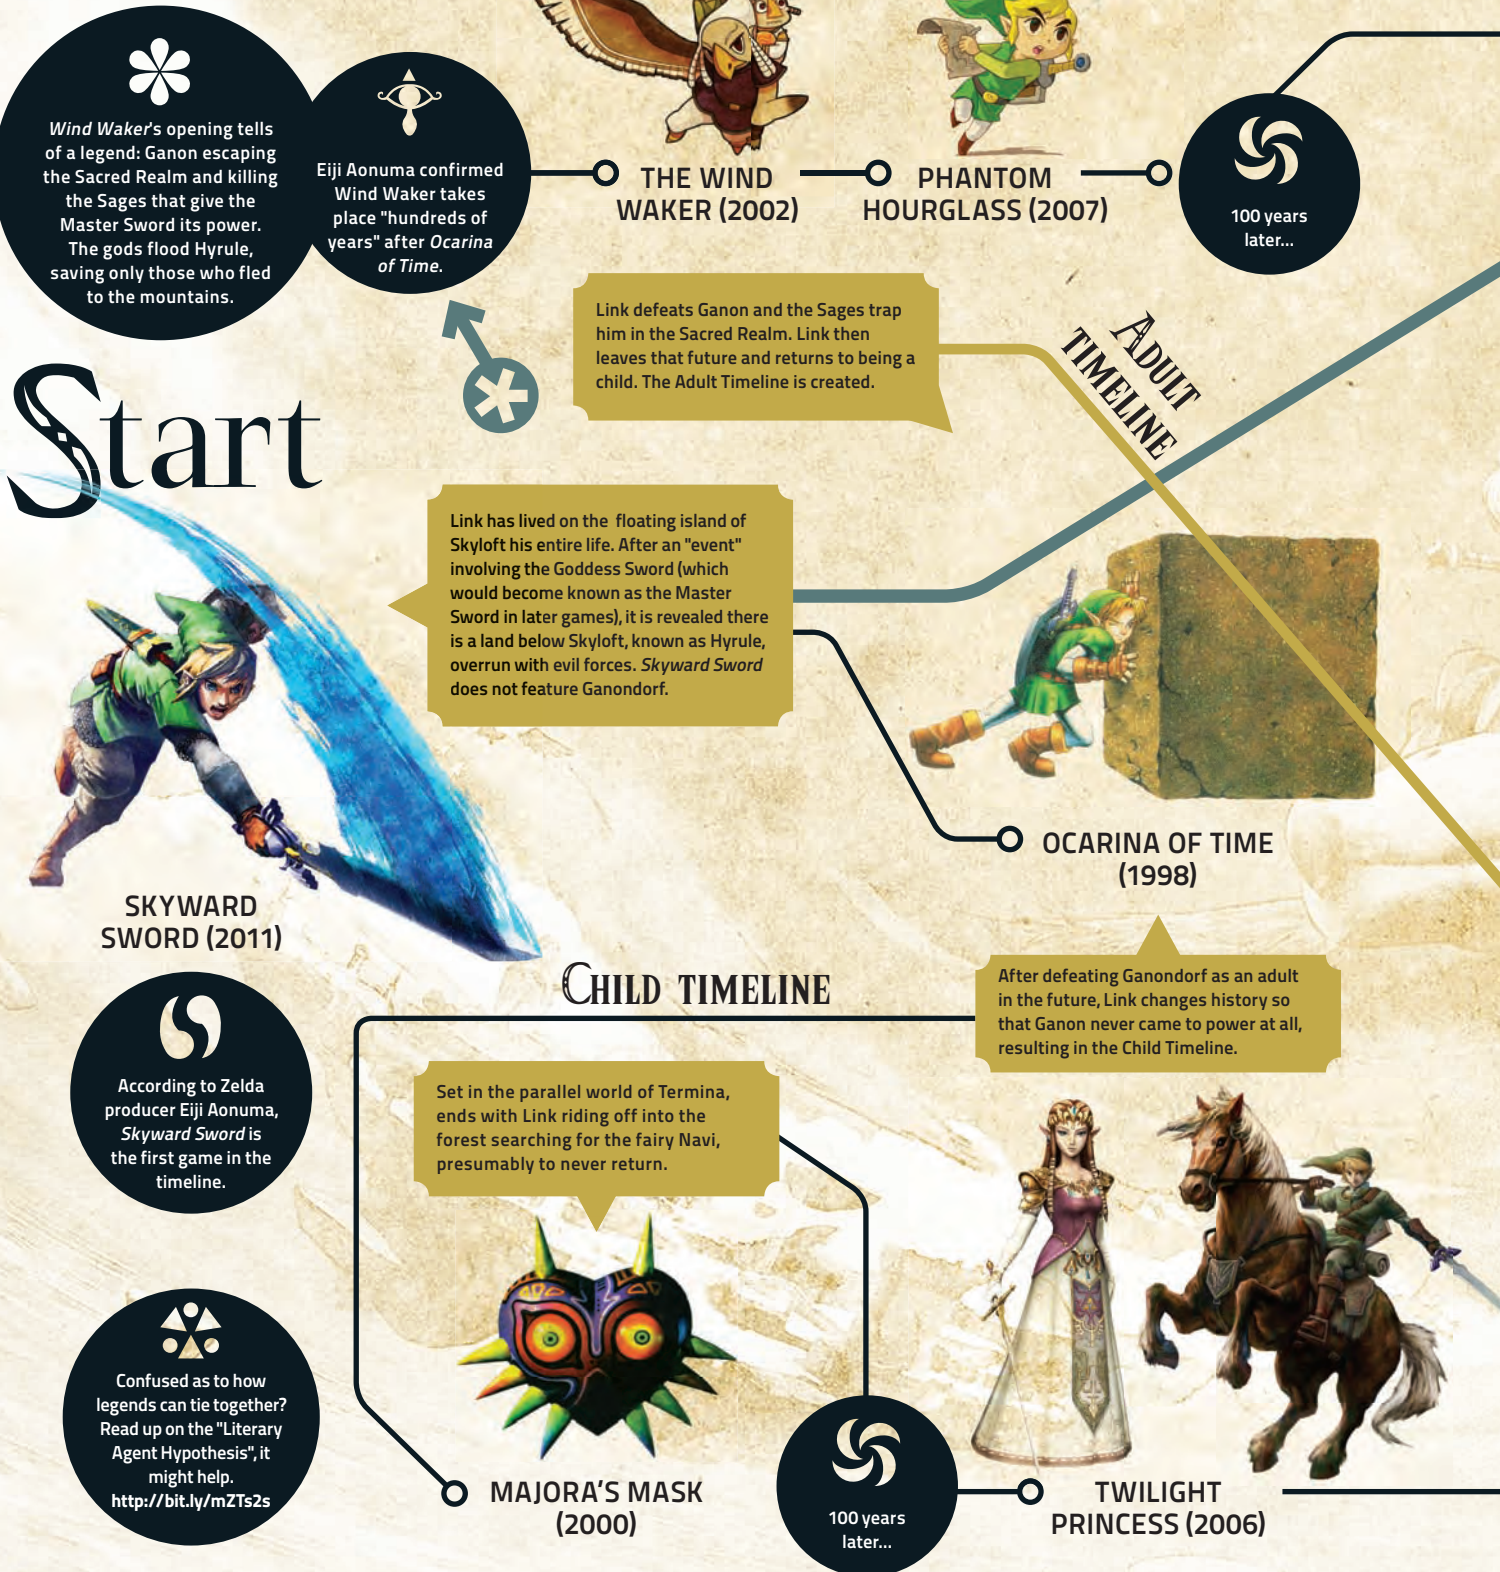 Wind Waker's opening tells
of a legend: Ganon escaping
the Sacred Realm and killing
the Sages that give the
Master Sword its power.
The gods flood Hyrule,
saving only those who fled
to the mountains.
Eiji Aonuma confirmed
Wind Waker takes
place "hundreds of
years" after Ocarina
of Time.
THE WIND
WAKER (2002)
PHANTOM
HOURGLASS (2007)
100 years
later...
Link defeats Ganon and the Sages trap
him in the Sacred Realm. Link then
leaves that future and returns to being a
child. The Adult Timeline is created.
ADULT
TIMELINE
Start
Link has lived on the floating island of
Skyloft his entire life. After an "event"
involving the Goddess Sword (which
would become known as the Master
Sword in later games), it is revealed there
is a land below Skyloft, known as Hyrule,
overrun with evil forces. Skyward Sword
does not feature Ganondorf.
OCARINA OF TIME
(1998)
SKYWARD
SWORD (2011)
CHILD TIMELINE
After defeating Ganondorf as an adult
in the future, Link changes history so
that Ganon never came to power at all,
resulting in the Child Timeline.
According to Zelda
producer Eiji Aonuma,
Skyward Sword is
the first game in the
timeline.
Set in the parallel world of Termina,
ends with Link riding off into the
forest searching for the fairy Navi,
presumably to never return.
Confused as to how
legends can tie together?
Read up on the "Literary
Agent Hypothesis", it
might help.
http://bit.ly/mZTs2s
MAJORA'S MASK
(2000)
100 years
later...
TWILIGHT
PRINCESS (2006)